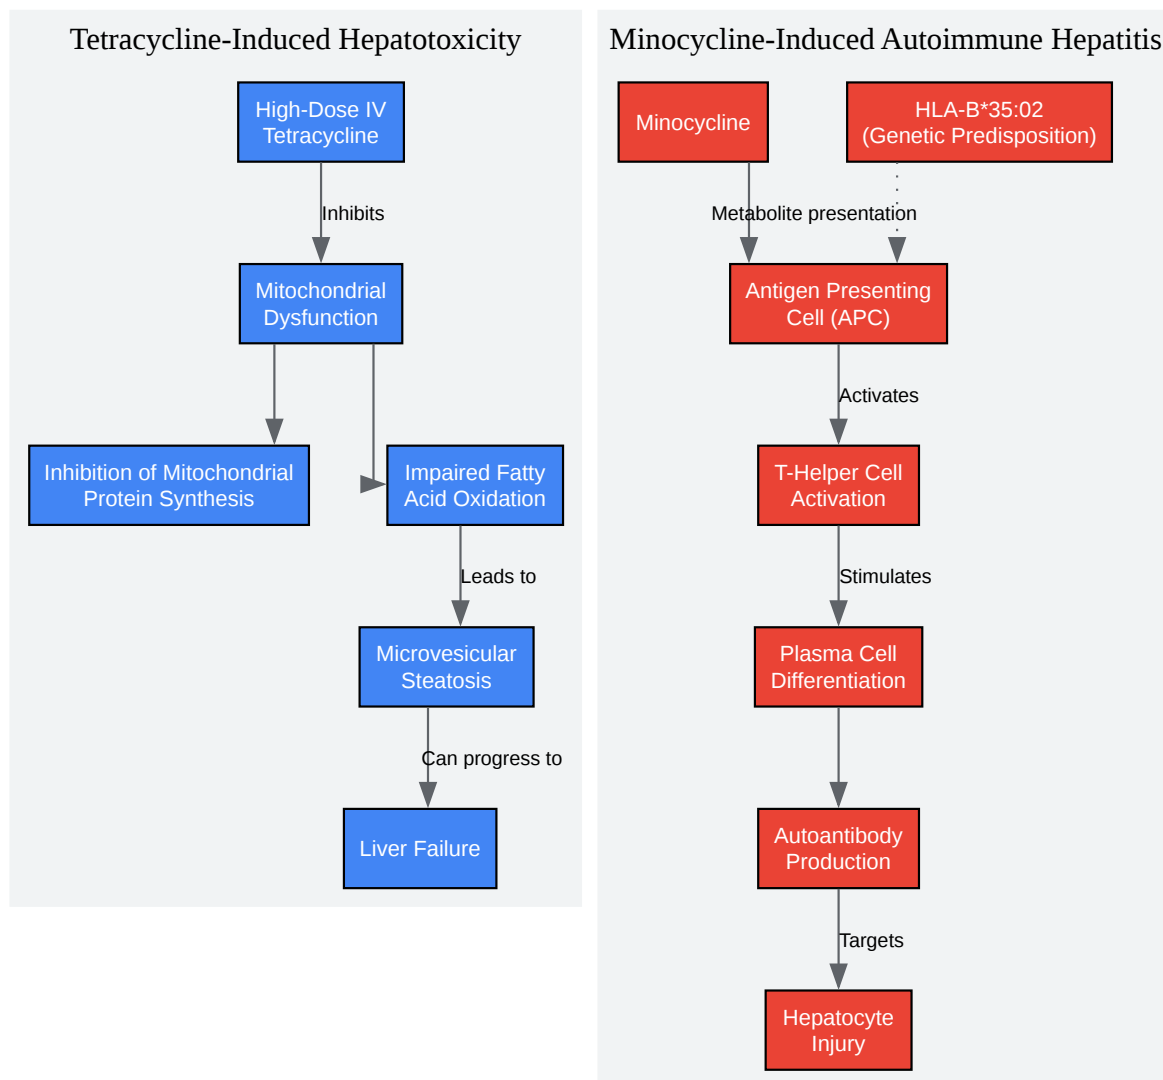 Tetracycline-Induced Hepatotoxicity
High-Dose IV
Tetracycline
Inhibits
Mitochondrial
Dysfunction
Inhibition of Mitochondrial
Protein Synthesis
Impaired Fatty
Acid Oxidation
Leads to
Microvesicular
Steatosis
Can progress to
Liver Failure
Minocycline-Induced Autoimmune Hepatitis
Minocycline
HLA-B*35:02
(Genetic Predisposition)
Metabolite presentation
Antigen Presenting
Cell (APC)
Activates
T-Helper Cell
Activation
Stimulates
Plasma Cell
Differentiation
Autoantibody
Production
Targets
Hepatocyte
Injury